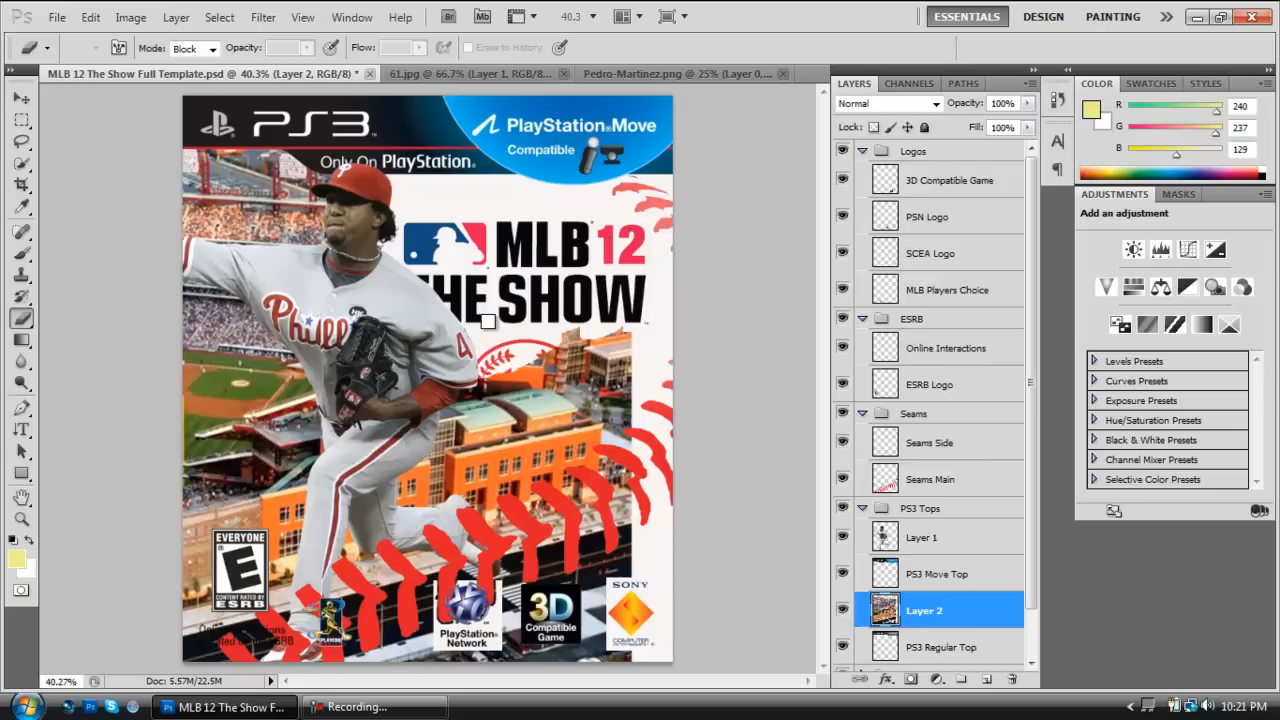 Ps File Edit Image Layer Select Filter View Window Help Br Mb 40.3 ESSENTIALS DESIGN PAINTING
Mode: Block Opacity: Flow: Erase to History
MLB 12 The Show Full Template.psd @ 40.3% (Layer 2, RGB/8) * 61.jpg @ 66.7% (Layer 1, RGB/8... Pedro-Martinez.png @ 25% (Layer 0,...
PS3
PlayStation®Move
Compatible
Only On PlayStation®
MLB 12
THE SHOW
Phill
4
EVERYONE
E
CONTENT RATED BY
ESRB
PlayStation®
Network
3D
Compatible
Game
SONY
COMPUTER
LAYERS CHANNELS PATHS
Normal Opacity: 100%
Lock: Fill: 100%
Logos
3D Compatible Game
PSN Logo
SCEA Logo
MLB Players Choice
ESRB
Online Interactions
ESRB Logo
Seams
Seams Side
Seams Main
PS3 Tops
Layer 1
PS3 Move Top
Layer 2
PS3 Regular Top
COLOR SWATCHES STYLES
R 240
G 237
B 129
ADJUSTMENTS MASKS
Add an adjustment
Levels Presets
Curves Presets
Exposure Presets
Hue/Saturation Presets
Black & White Presets
Channel Mixer Presets
Selective Color Presets
40.27% Doc: 5.57M/22.5M
Ps MLB 12 The Show F... Recording... 10:21 PM